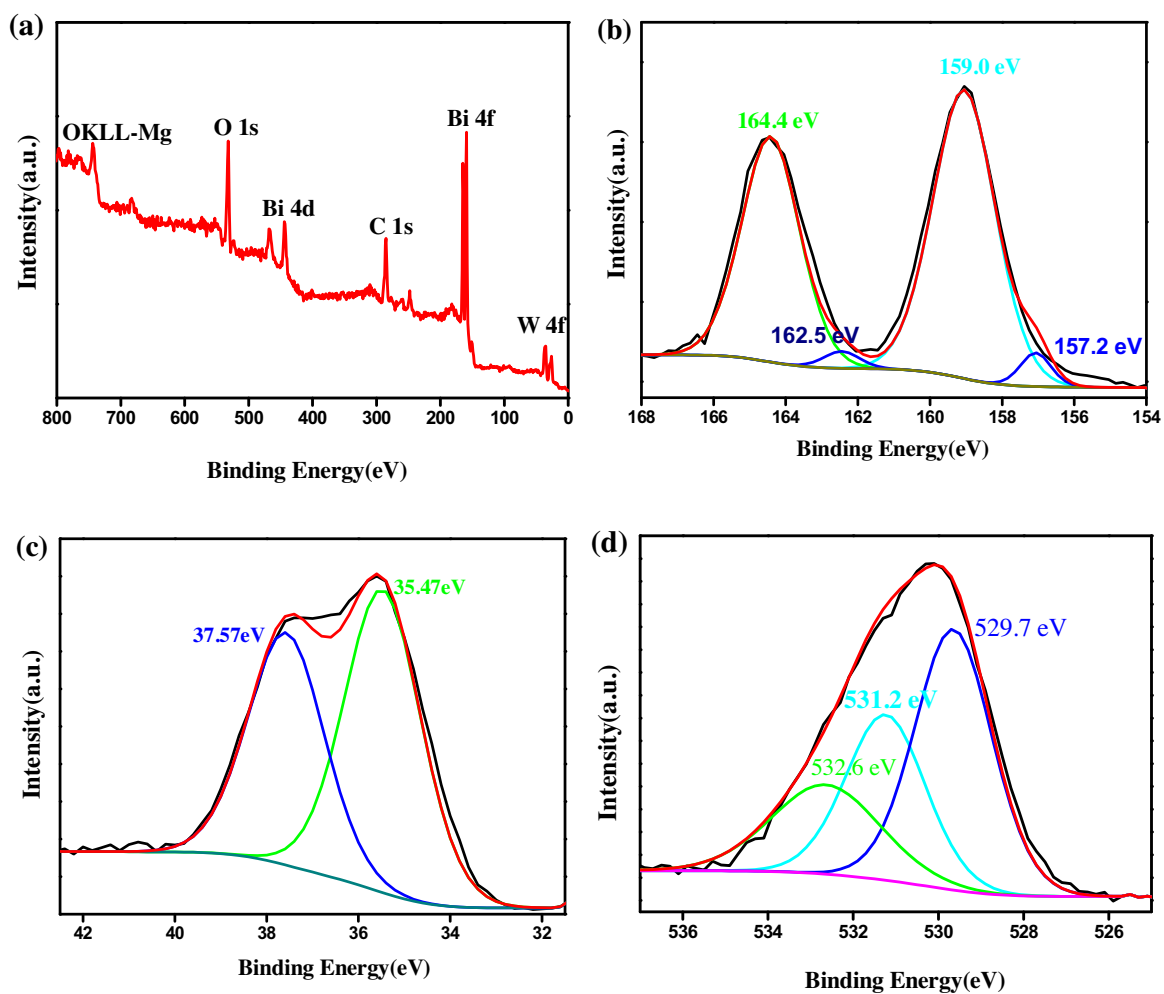 (a)
OKLL-Mg
O 1s
Bi 4d
C 1s
Bi 4f
W 4f
Intensity(a.u.)
800 700 600 500 400 300 200 100 0
Binding Energy(eV)
(b)
164.4 eV
159.0 eV
162.5 eV
157.2 eV
Intensity(a.u.)
168 166 164 162 160 158 156 154
Binding Energy(eV)
(c)
37.57eV
35.47eV
Intensity(a.u.)
42 40 38 36 34 32
Binding Energy(eV)
(d)
529.7 eV
531.2 eV
532.6 eV
Intensity(a.u.)
536 534 532 530 528 526
Binding Energy(eV)